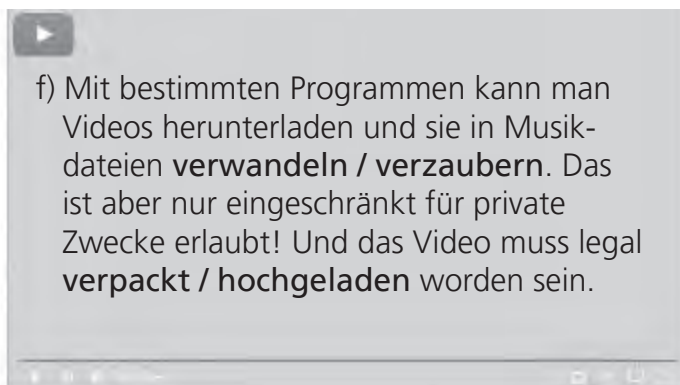 f) Mit bestimmten Programmen kann man
Videos herunterladen und sie in Musik-
dateien verwandeln / verzaubern. Das
ist aber nur eingeschränkt für private
Zwecke erlaubt! Und das Video muss legal
verpackt / hochgeladen worden sein.